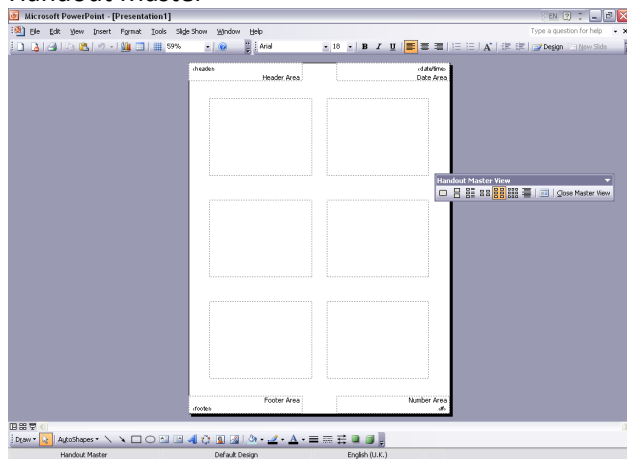 Handout Master
Microsoft PowerPoint - [Presentation1]
EN
File Edit View Insert Format Tools Slide Show Window Help
Type a question for help
59% Arial 18 B I U A Design New Slide
<header> <date/time>
Header Area Date Area
Handout Master View
Close Master View
Footer Area Number Area
<footer> <#>
Draw AutoShapes
Handout Master Default Design English (U.K.)